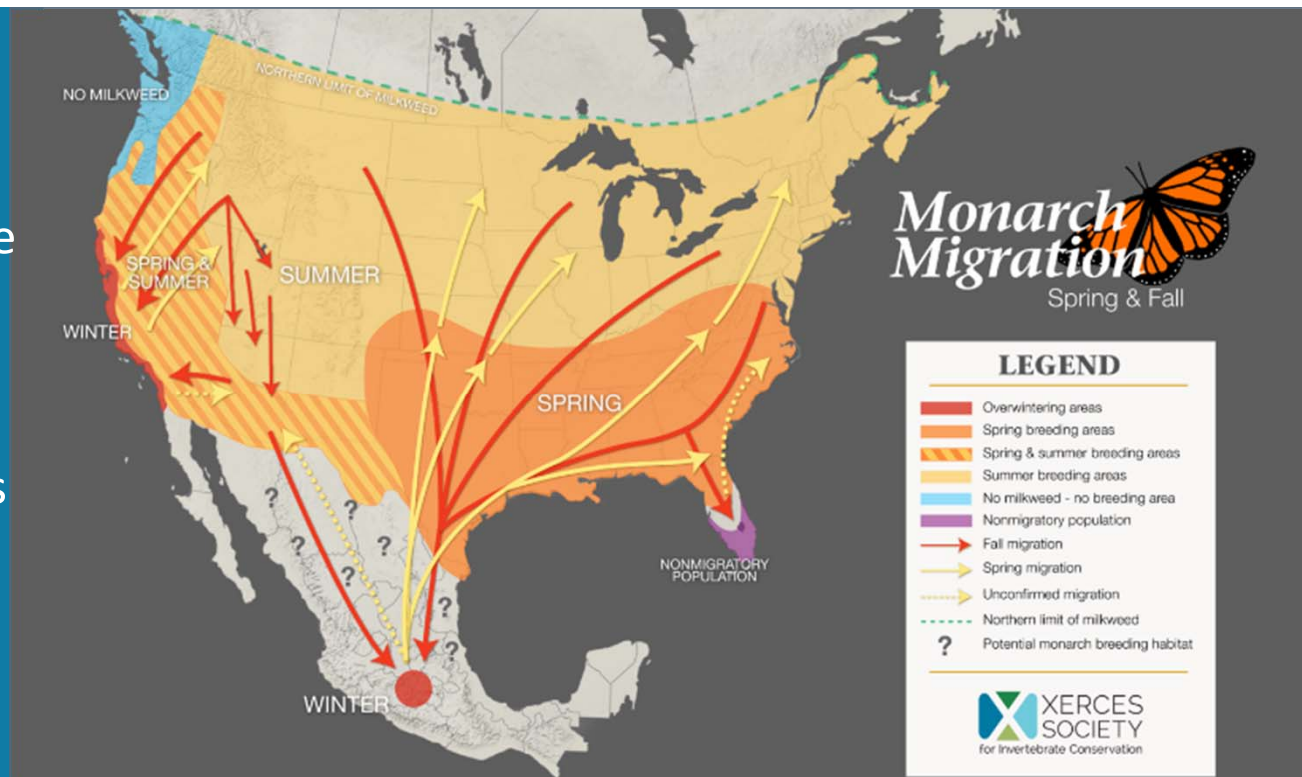 e
s
NO MILKWEED
NORTHERN LIMIT OF MILKWEED
SPRING &
SUMMER
SUMMER
WINTER
SPRING
?
?
?
?
?
?
?
NONMIGRATORY
POPULATION
WINTER
Monarch
Migration
Spring & Fall
LEGEND
Overwintering areas
Spring breeding areas
Spring & summer breeding areas
Summer breeding areas
No milkweed - no breeding area
Nonmigratory population
Fall migration
Spring migration
Unconfirmed migration
Northern limit of milkweed
? Potential monarch breeding habitat
XERCES
SOCIETY
for Invertebrate Conservation